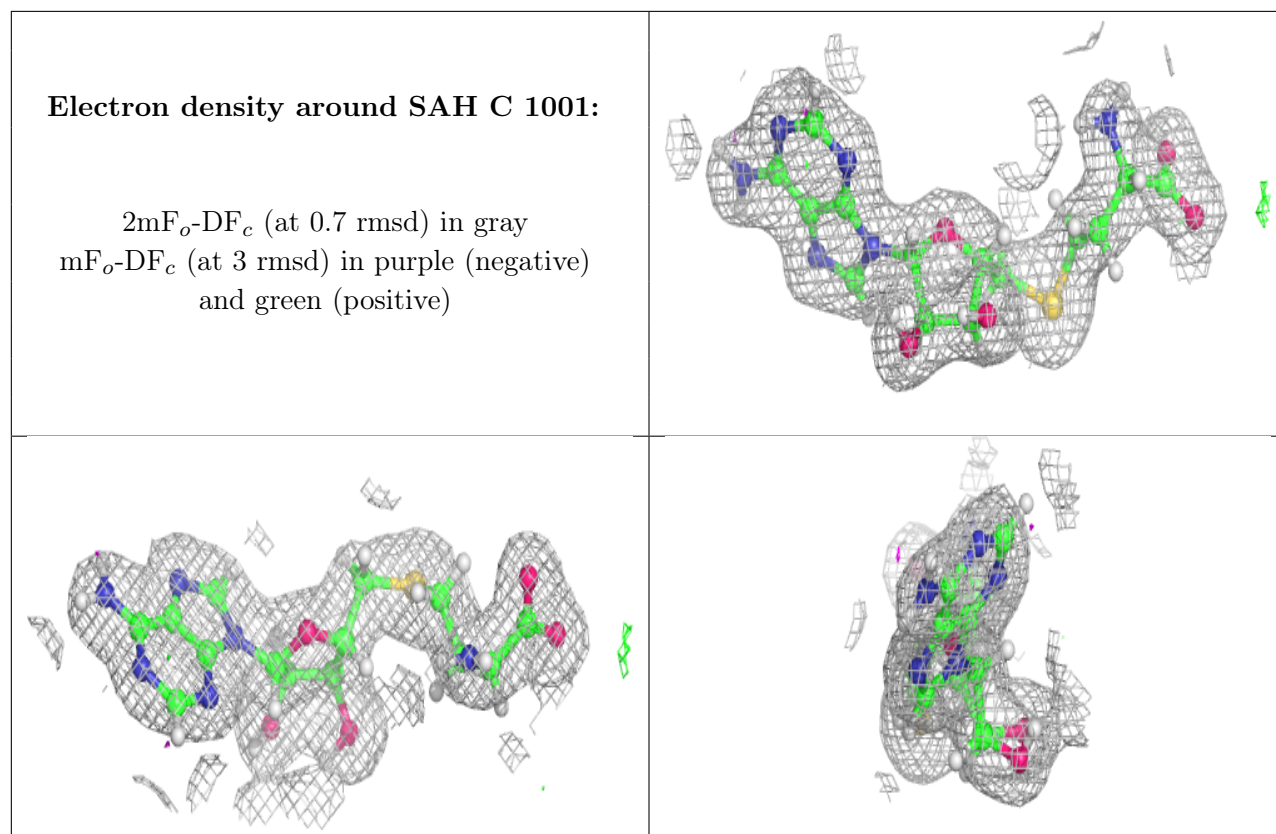 Electron density around SAH C 1001:
2mFo-DFc (at 0.7 rmsd) in gray
mFo-DFc (at 3 rmsd) in purple (negative)
and green (positive)